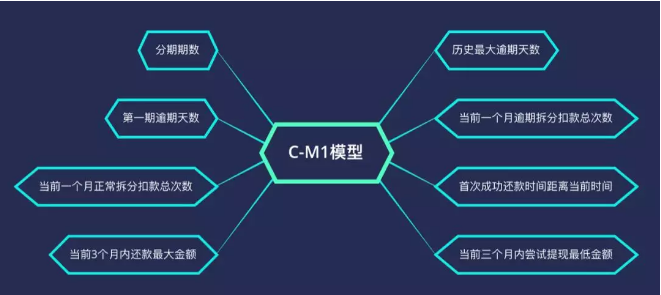 分期期数
历史最大逾期天数
第一期逾期天数
当前一个月逾期拆分扣款总次数
C-M1模型
当前一个月正常拆分扣款总次数
首次成功还款时间距离当前时间
当前3个月内还款最大金额
当前三个月内尝试提现最低金额